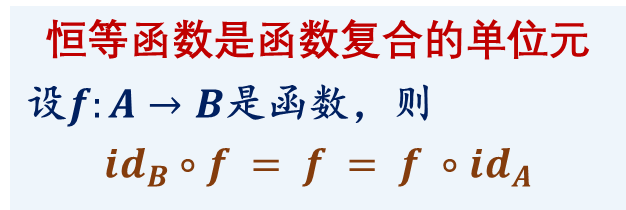 恒等函数是函数复合的单位元
设f: A → B是函数，则
id_B ∘ f = f = f ∘ id_A